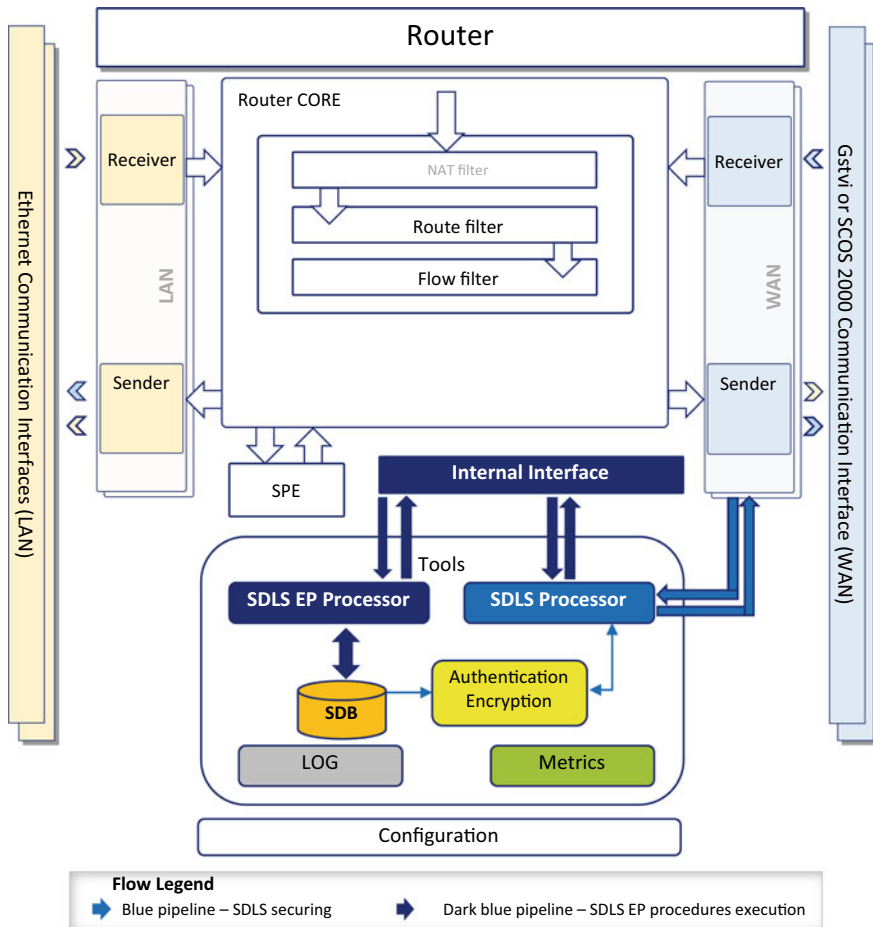 Router
Ethernet Communication Interfaces (LAN)
Gstvi or SCOS 2000 Communication Interface (WAN)
LAN
Receiver
Sender
Router CORE
NAT filter
Route filter
Flow filter
WAN
Receiver
Sender
SPE
Internal Interface
Tools
SDLS EP Processor
SDLS Processor
SDB
Authentication
Encryption
LOG
Metrics
Configuration
Flow Legend
Blue pipeline – SDLS securing
Dark blue pipeline – SDLS EP procedures execution